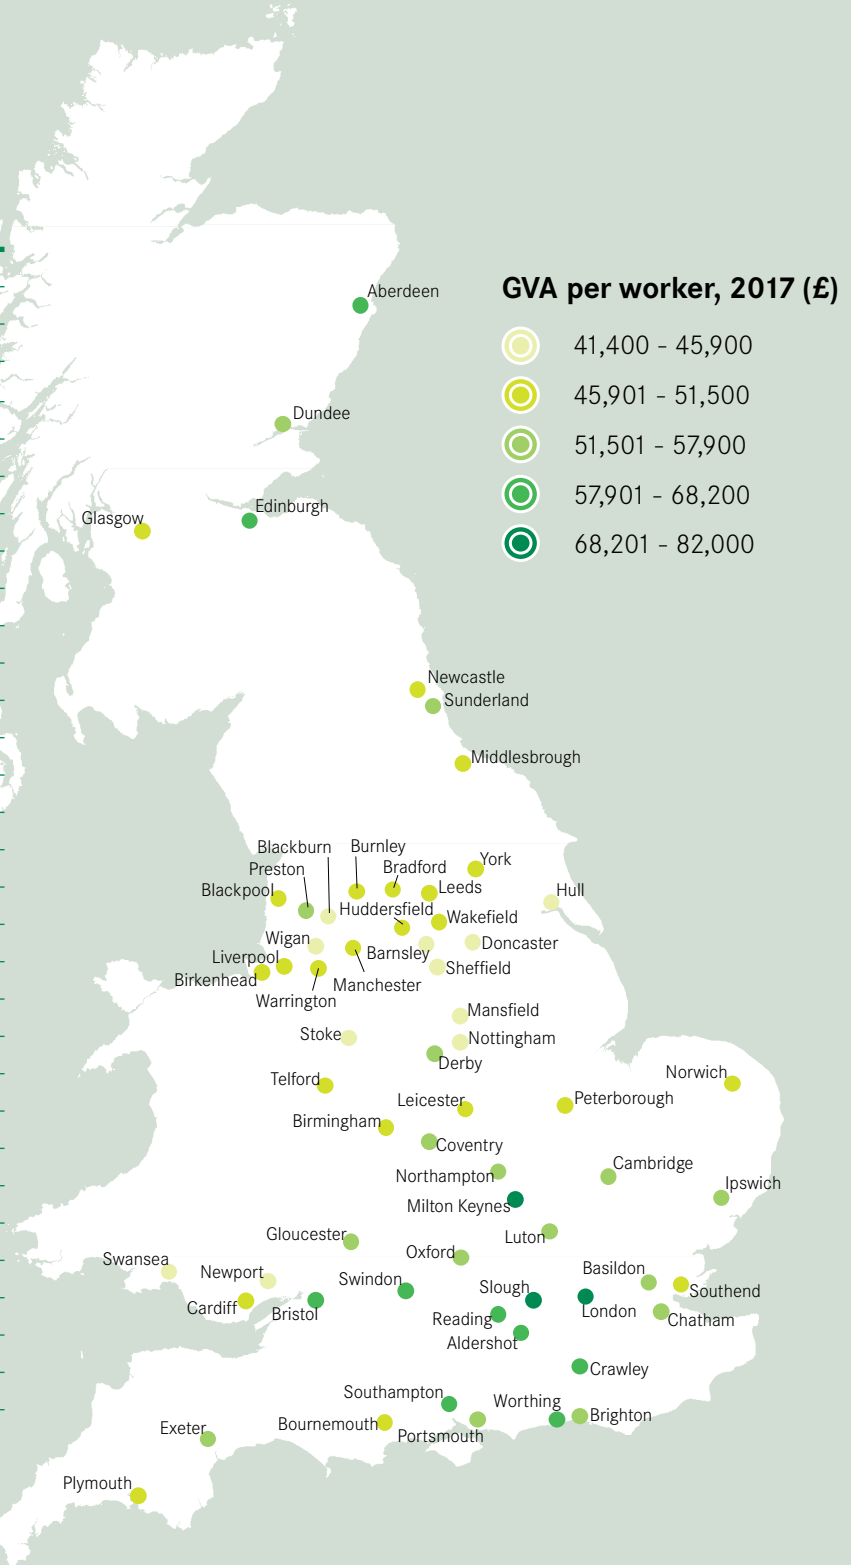 Aberdeen
GVA per worker, 2017 (£)
41,400 - 45,900
45,901 - 51,500
51,501 - 57,900
57,901 - 68,200
68,201 - 82,000
Dundee
Edinburgh
Glasgow
Newcastle
Sunderland
Middlesbrough
Blackburn
Burnley
York
Preston
Bradford
Blackpool
Leeds
Hull
Huddersfield
Wakefield
Wigan
Barnsley
Doncaster
Liverpool
Sheffield
Birkenhead
Manchester
Warrington
Mansfield
Stoke
Nottingham
Derby
Norwich
Telford
Leicester
Peterborough
Birmingham
Coventry
Cambridge
Northampton
Ipswich
Milton Keynes
Gloucester
Luton
Oxford
Swansea
Newport
Basildon
Swindon
Slough
Southend
Cardiff
Bristol
London
Reading
Chatham
Aldershot
Crawley
Southampton
Worthing
Brighton
Bournemouth
Exeter
Portsmouth
Plymouth